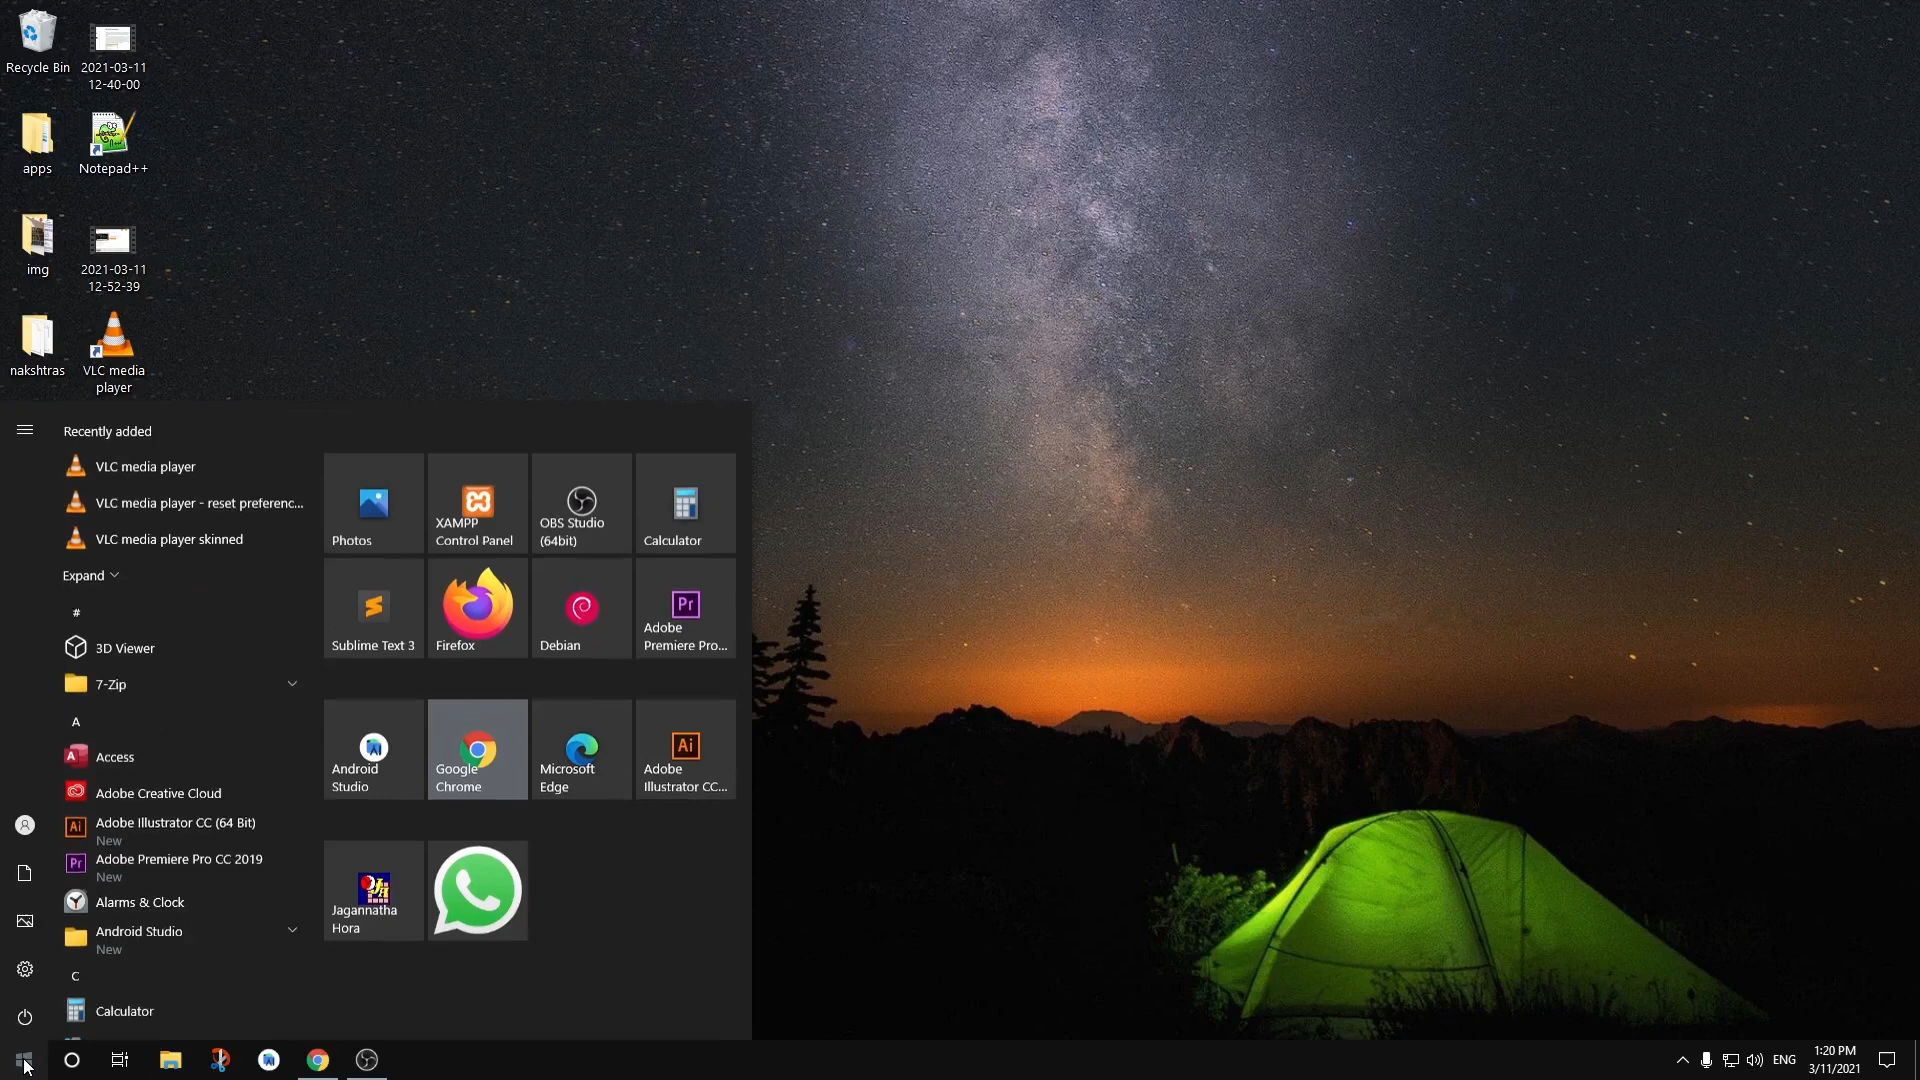 Recycle Bin
2021-03-11
12-40-00
apps
Notepad++
img
2021-03-11
12-52-39
nakshtras
VLC media
player
Recently added
VLC media player
VLC media player - reset preferenc...
VLC media player skinned
Expand
#
3D Viewer
7-Zip
A
Access
Adobe Creative Cloud
Adobe Illustrator CC (64 Bit)
New
Adobe Premiere Pro CC 2019
New
Alarms & Clock
Android Studio
New
C
Calculator
Photos
XAMPP
Control Panel
OBS Studio
(64bit)
Calculator
Sublime Text 3
Firefox
Debian
Pr
Adobe
Premiere Pro...
Android
Studio
Google
Chrome
Microsoft
Edge
Ai
Adobe
Illustrator CC...
Jagannatha
Hora
ENG
1:20 PM
3/11/2021